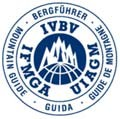 · BERGFÜHRER ·
MOUNTAIN GUIDE
GUIDE DE MONTAGNE
GUIDA
IVBV
IFMGA
UIAGM